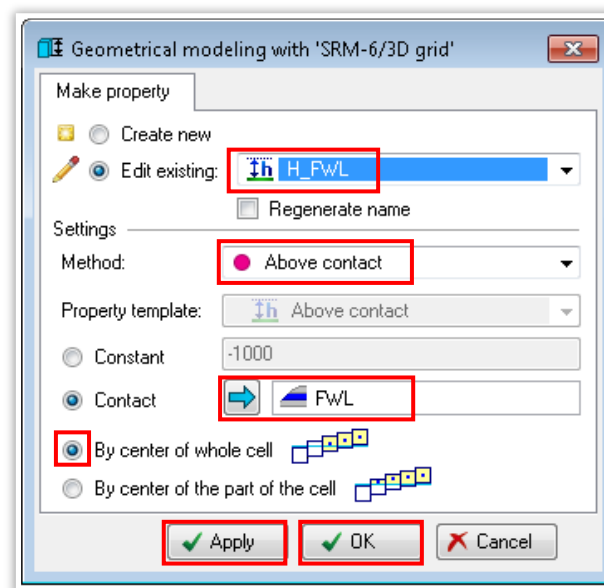 Geometrical modeling with 'SRM-6/3D grid'
Make property
Create new
Edit existing: H_FWL
Regenerate name
Settings
Method: Above contact
Property template: Above contact
Constant -1000
Contact FWL
By center of whole cell
By center of the part of the cell
Apply OK Cancel